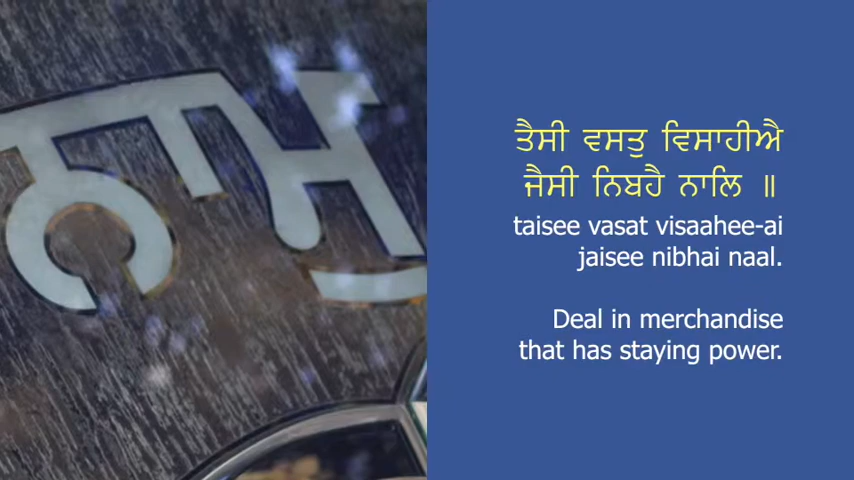 ਨਾਮੁ
ਤੈਸੀ ਵਸਤੁ ਵਿਸਾਹੀਐ
ਜੈਸੀ ਨਿਬਹੈ ਨਾਲਿ ॥
taisee vasat visaahee-ai
jaisee nibhai naal.
Deal in merchandise
that has staying power.